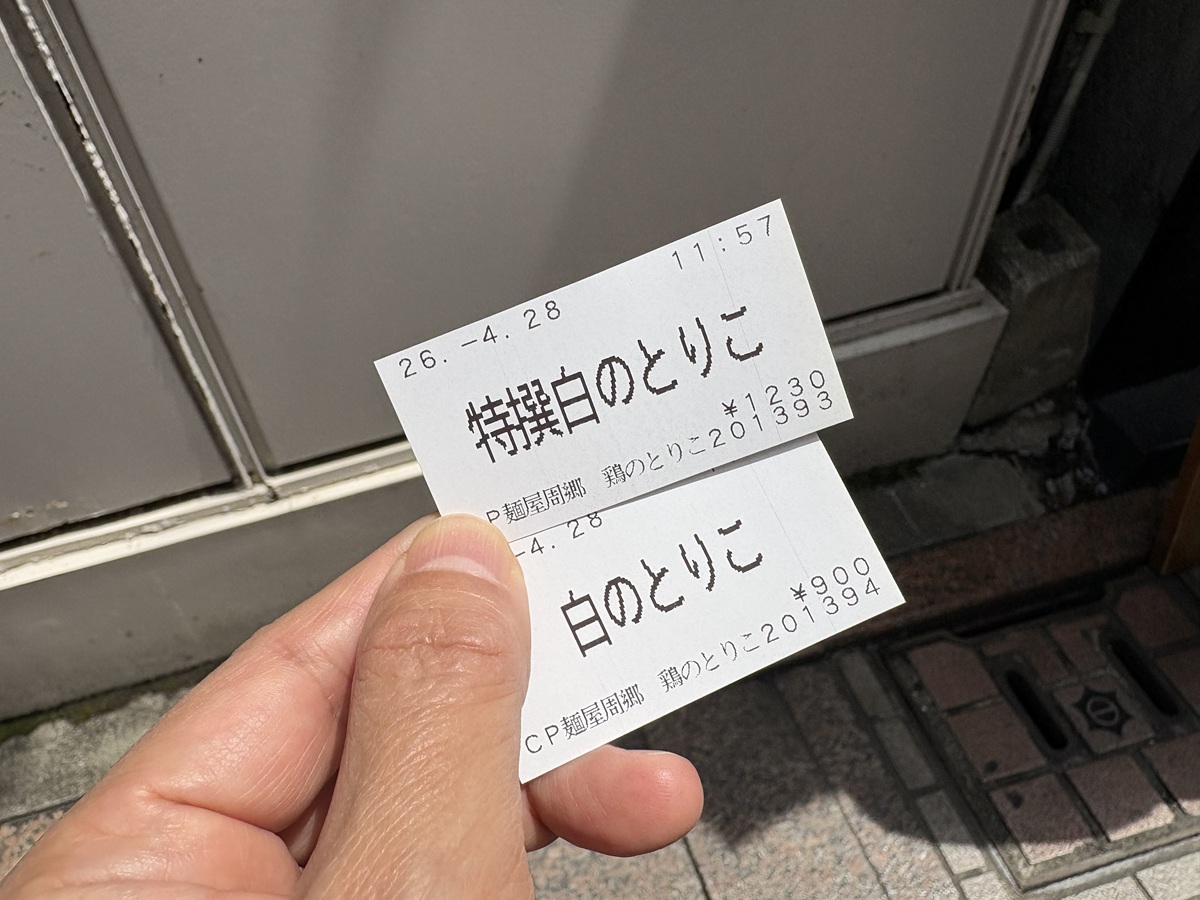 26.-4.28 11:57
特撰白のとりこ
¥1230
P麺屋周郷 鶏のとりこ201393
-4.28
白のとりこ
¥900
CP麺屋周郷 鶏のとりこ201394